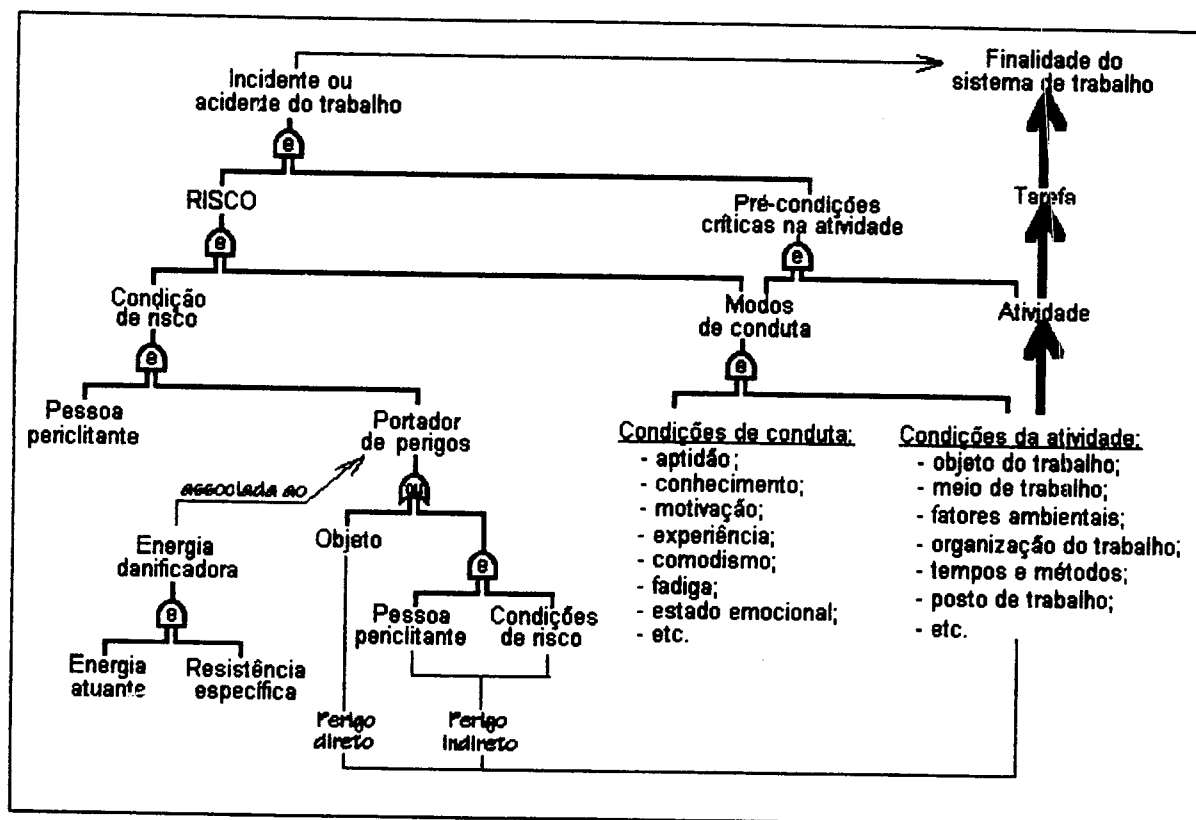 Finalidade do
sistema de trabalho
Incidente ou
acidente do trabalho
e
RISCO
Pré-condições
críticas na atividade
Tarefa
e
e
Condição
de risco
Modos
de conduta
Atividade
e
e
Pessoa
periclitante
Portador
de perigos
Condições de conduta:
- aptidão;
- conhecimento;
- motivação;
- experiência;
- comodismo;
- fadiga;
- estado emocional;
- etc.
Condições da atividade:
- objeto do trabalho;
- meio de trabalho;
- fatores ambientais;
- organização do trabalho;
- tempos e métodos;
- posto de trabalho;
- etc.
associada ao
ou
Energia
danificadora
Objeto
e
e
Pessoa
periclitante
Condições
de risco
Energia
atuante
Resistência
específica
Perigo
direto
Perigo
indireto